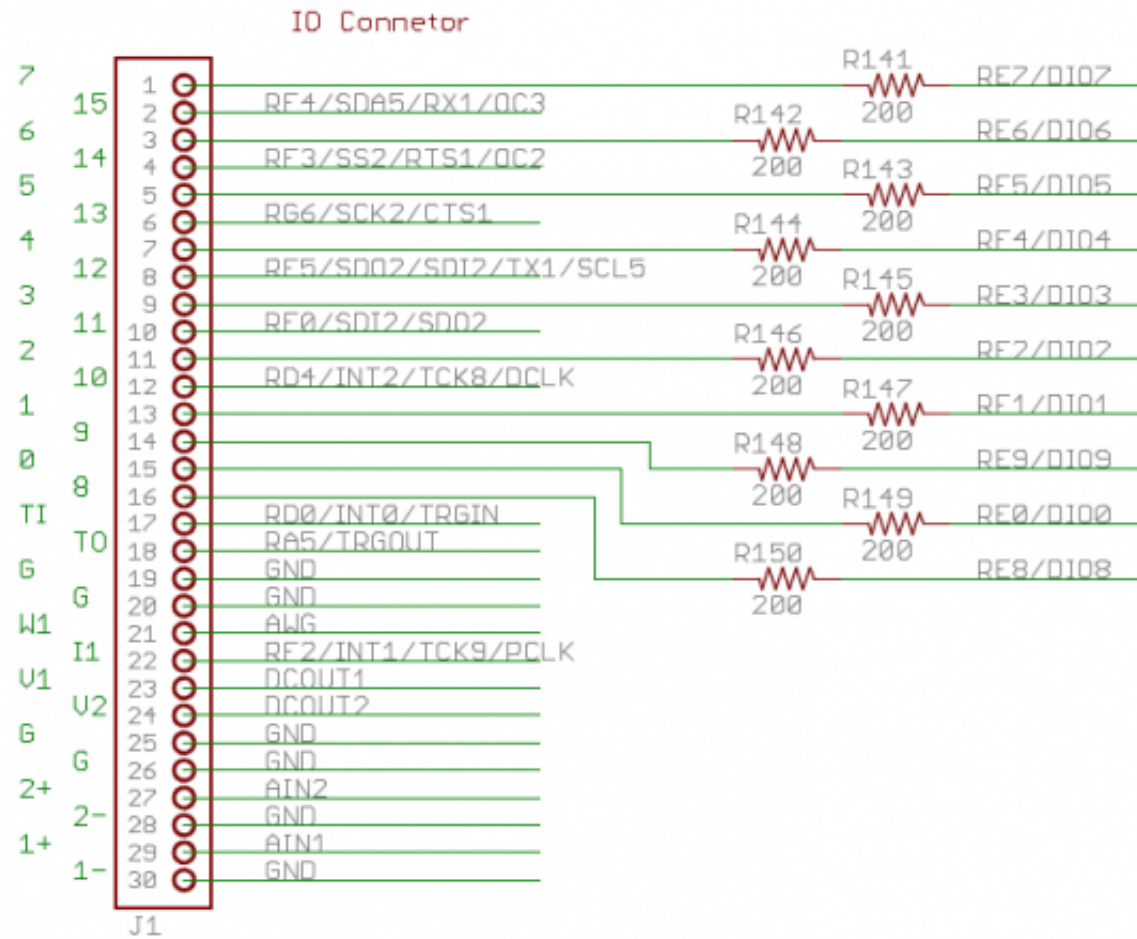 IO Connetor
7 1 R141 200 RE7/DIO7
15 2 RF4/SDA5/RX1/OC3
6 3 R142 200 RE6/DIO6
14 4 RF3/SS2/RTS1/OC2
5 5 R143 200 RE5/DIO5
13 6 RG6/SCK2/CTS1
4 7 R144 200 RE4/DIO4
12 8 RF5/SDO2/SDI2/TX1/SCL5
3 9 R145 200 RE3/DIO3
11 10 RF0/SDI2/SDO2
2 11 R146 200 RE2/DIO2
10 12 RD4/INT2/TCK8/DCLK
1 13 R147 200 RE1/DIO1
9 14 R148 200 RE9/DIO9
0 15 R149 200 RE0/DIO0
8 16 R150 200 RE8/DIO8
TI 17 RD0/INT0/TRGIN
TO 18 RA5/TRGOUT
G 19 GND
G 20 GND
W1 21 AWG
I1 22 RF2/INT1/TCK9/PCLK
V1 23 DCOUT1
V2 24 DCOUT2
G 25 GND
G 26 GND
2+ 27 AIN2
2- 28 GND
1+ 29 AIN1
1- 30 GND
J1